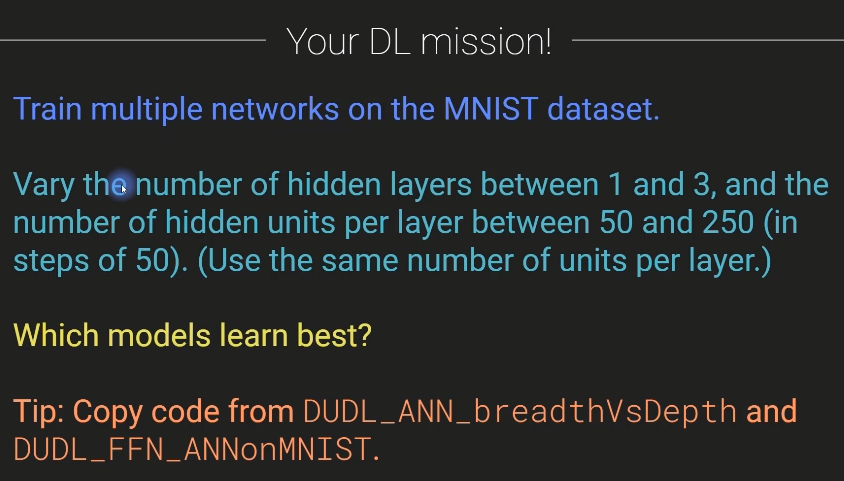 Your DL mission!
Train multiple networks on the MNIST dataset.
Vary the number of hidden layers between 1 and 3, and the
number of hidden units per layer between 50 and 250 (in
steps of 50). (Use the same number of units per layer.)
Which models learn best?
Tip: Copy code from DUDL_ANN_breadthVsDepth and
DUDL_FFN_ANNonMNIST.